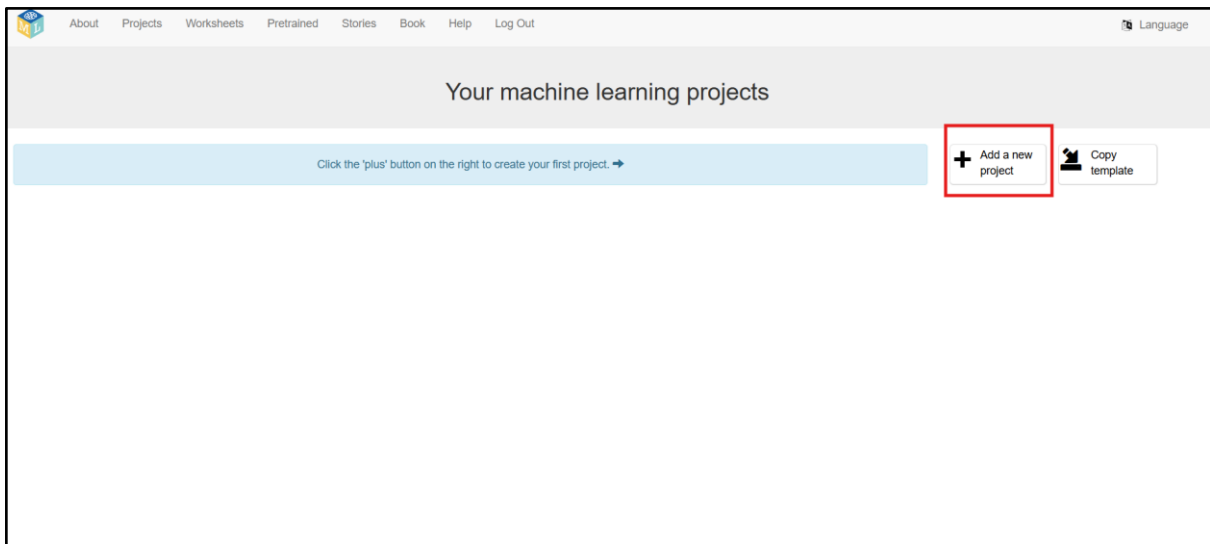 About Projects Worksheets Pretrained Stories Book Help Log Out Language
Your machine learning projects
Click the 'plus' button on the right to create your first project.
Add a new
project
Copy
template